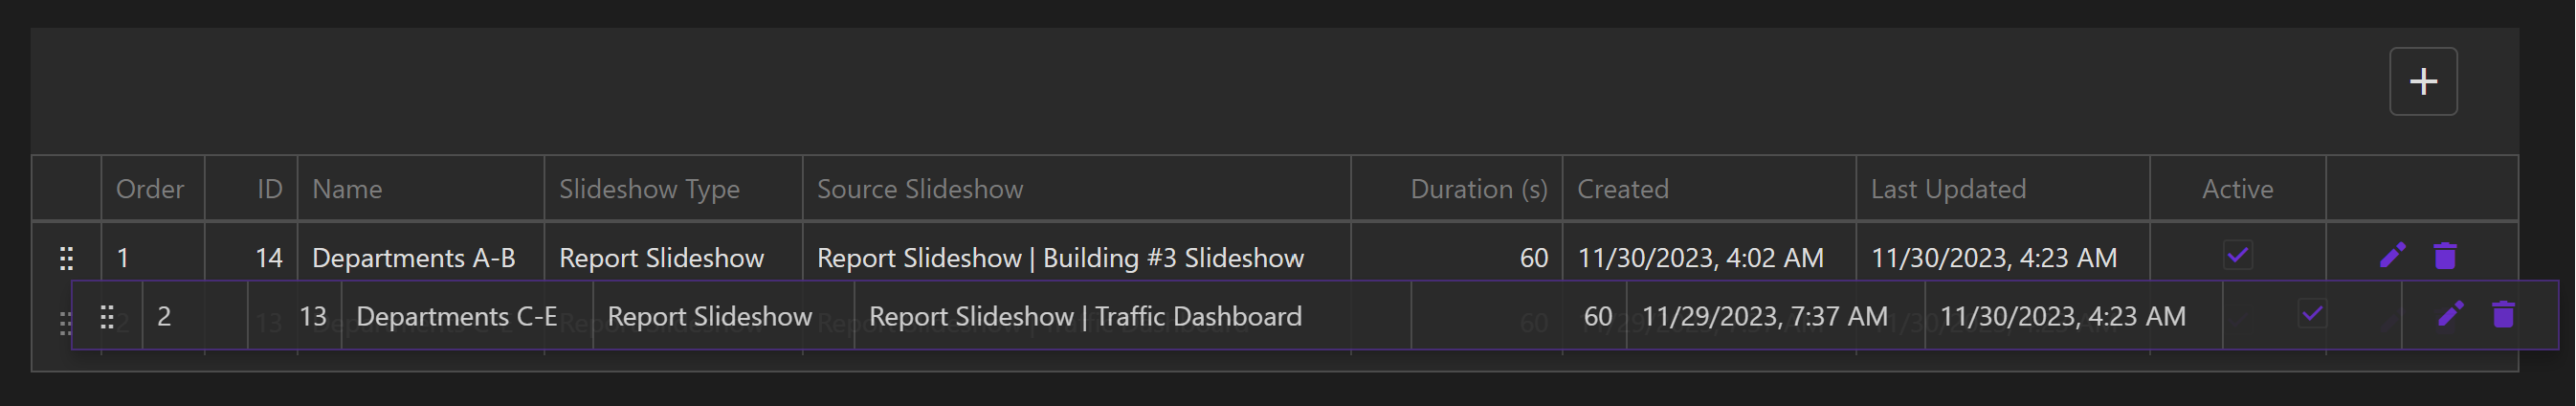 Order ID Name Slideshow Type Source Slideshow Duration (s) Created Last Updated Active
1 14 Departments A-B Report Slideshow Report Slideshow | Building #3 Slideshow 60 11/30/2023, 4:02 AM 11/30/2023, 4:23 AM
2 13 Departments C-E Report Slideshow Report Slideshow | Traffic Dashboard 60 11/29/2023, 7:37 AM 11/30/2023, 4:23 AM